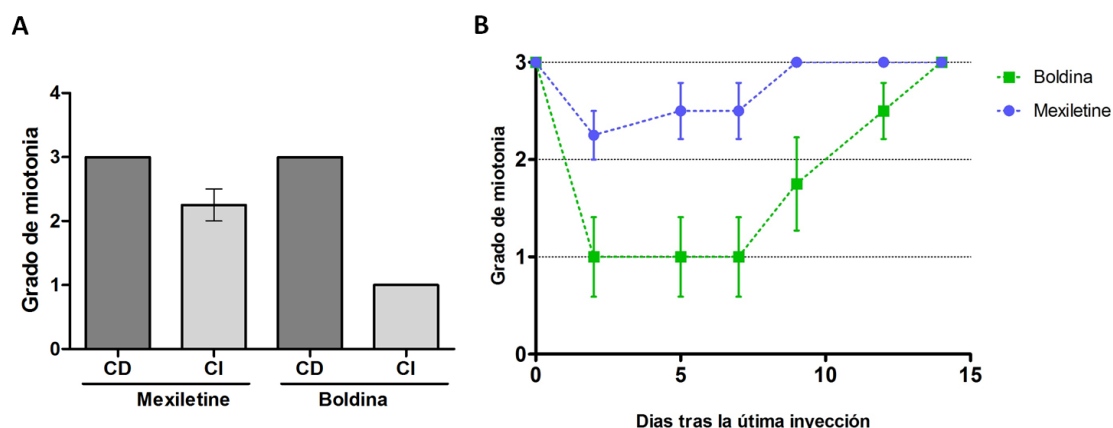 A
Grado de miotonia
4
3
2
1
0
CD
CI
CD
CI
Mexiletine
Boldina
B
Grado de miotonia
3
2
1
0
0
5
10
15
Dias tras la útima inyección
Boldina
Mexiletine